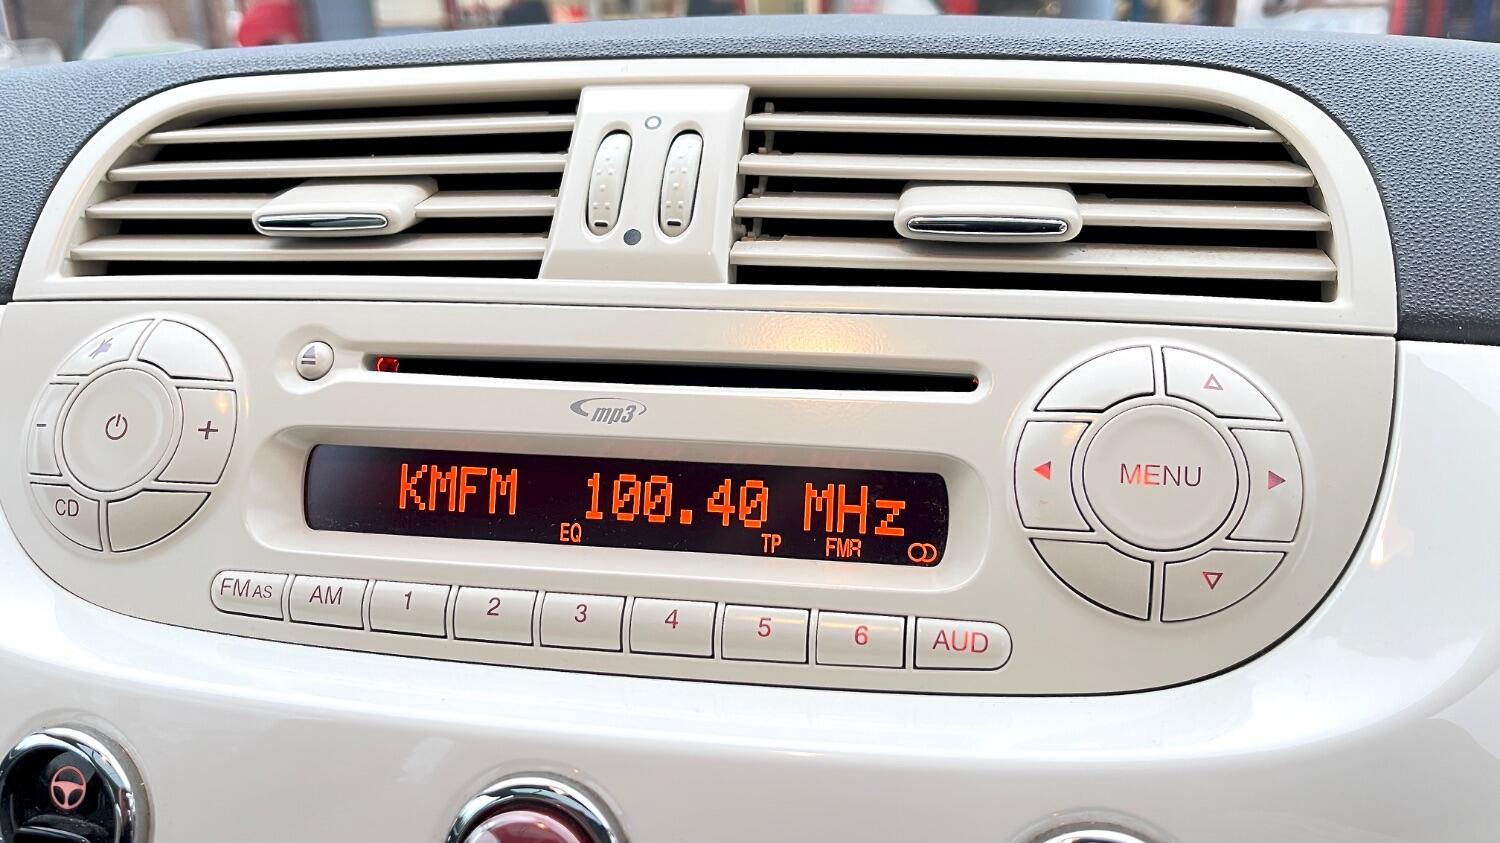 mp3
KMFM 100.40 MHz
EQ TP FMA
- +
CD
MENU
FM AS AM 1 2 3 4 5 6 AUD